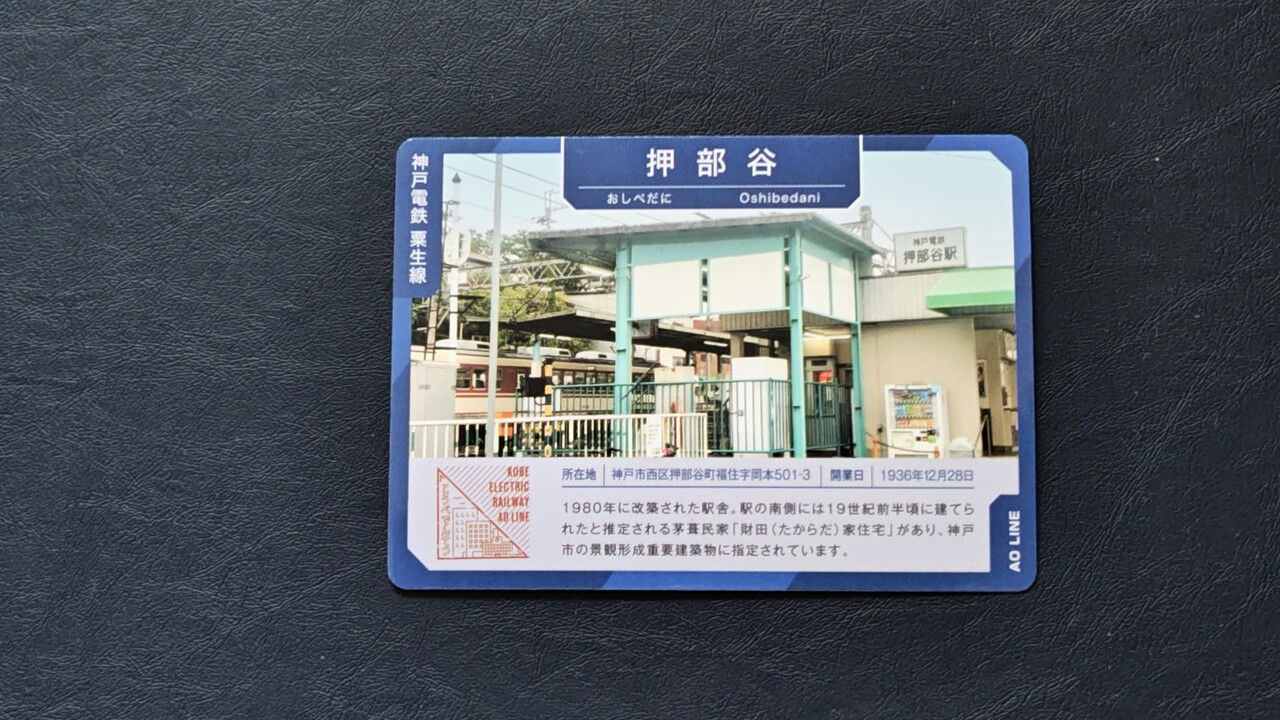 神戸電鉄 粟生線
押部谷
おしべだに Oshibedani
神戸電鉄
押部谷駅
所在地 神戸市西区押部谷町福住字岡本501-3 開業日 1936年12月28日
KOBE
ELECTRIC
RAILWAY
AO LINE
1980年に改築された駅舎。駅の南側には19世紀前半頃に建てら
れたと推定される茅葺民家「財田（たからだ）家住宅」があり、神戸
市の景観形成重要建築物に指定されています。
AO LINE